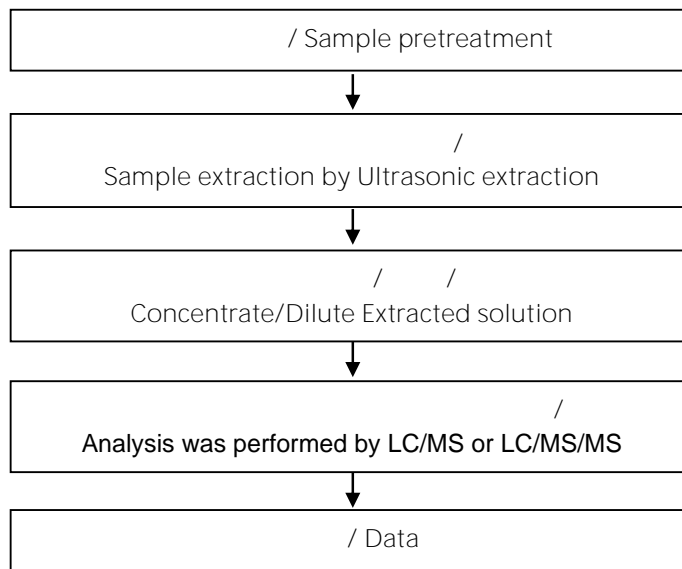 / Sample pretreatment
/
Sample extraction by Ultrasonic extraction
/ /
Concentrate/Dilute Extracted solution
/
Analysis was performed by LC/MS or LC/MS/MS
/ Data